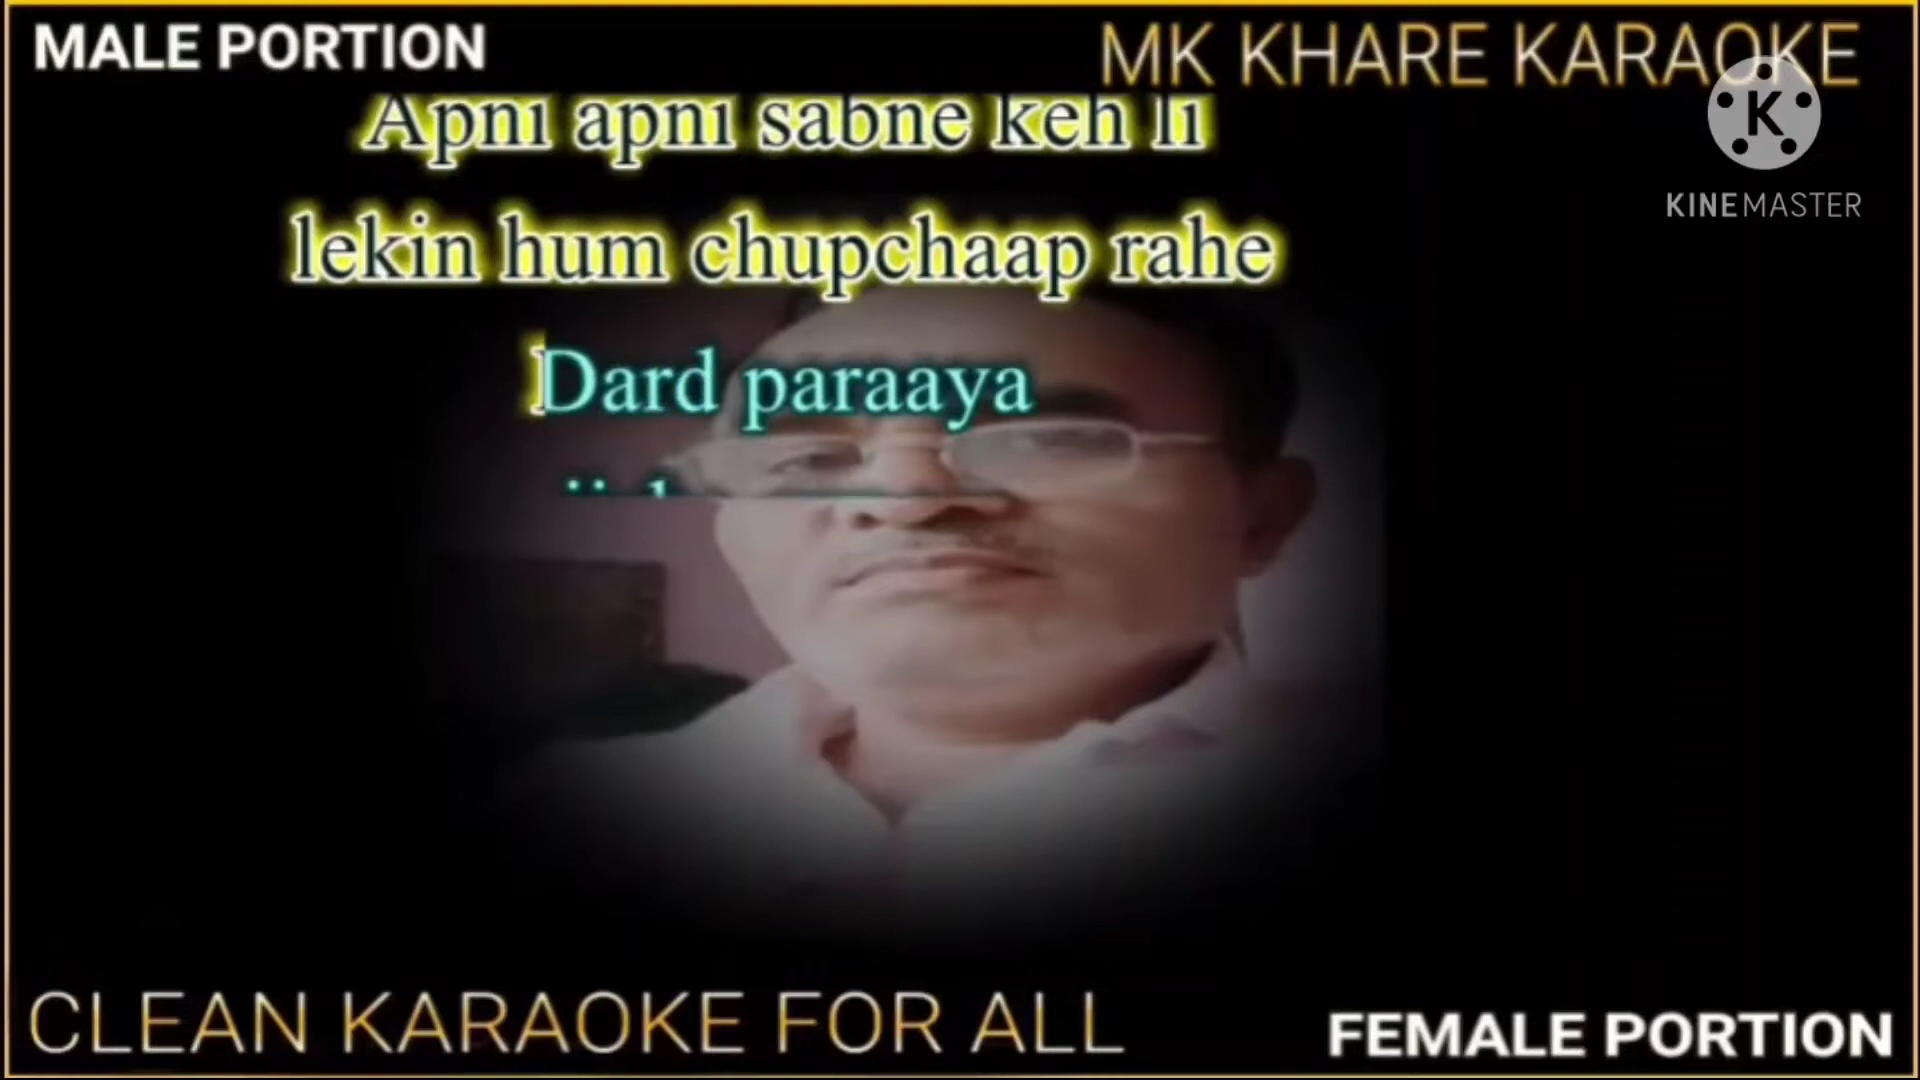 MALE PORTION
MK KHARE KARAOKE
K
KINEMASTER
Apni apni sabne keh li
lekin hum chupchaap rahe
Dard paraaya
CLEAN KARAOKE FOR ALL
FEMALE PORTION